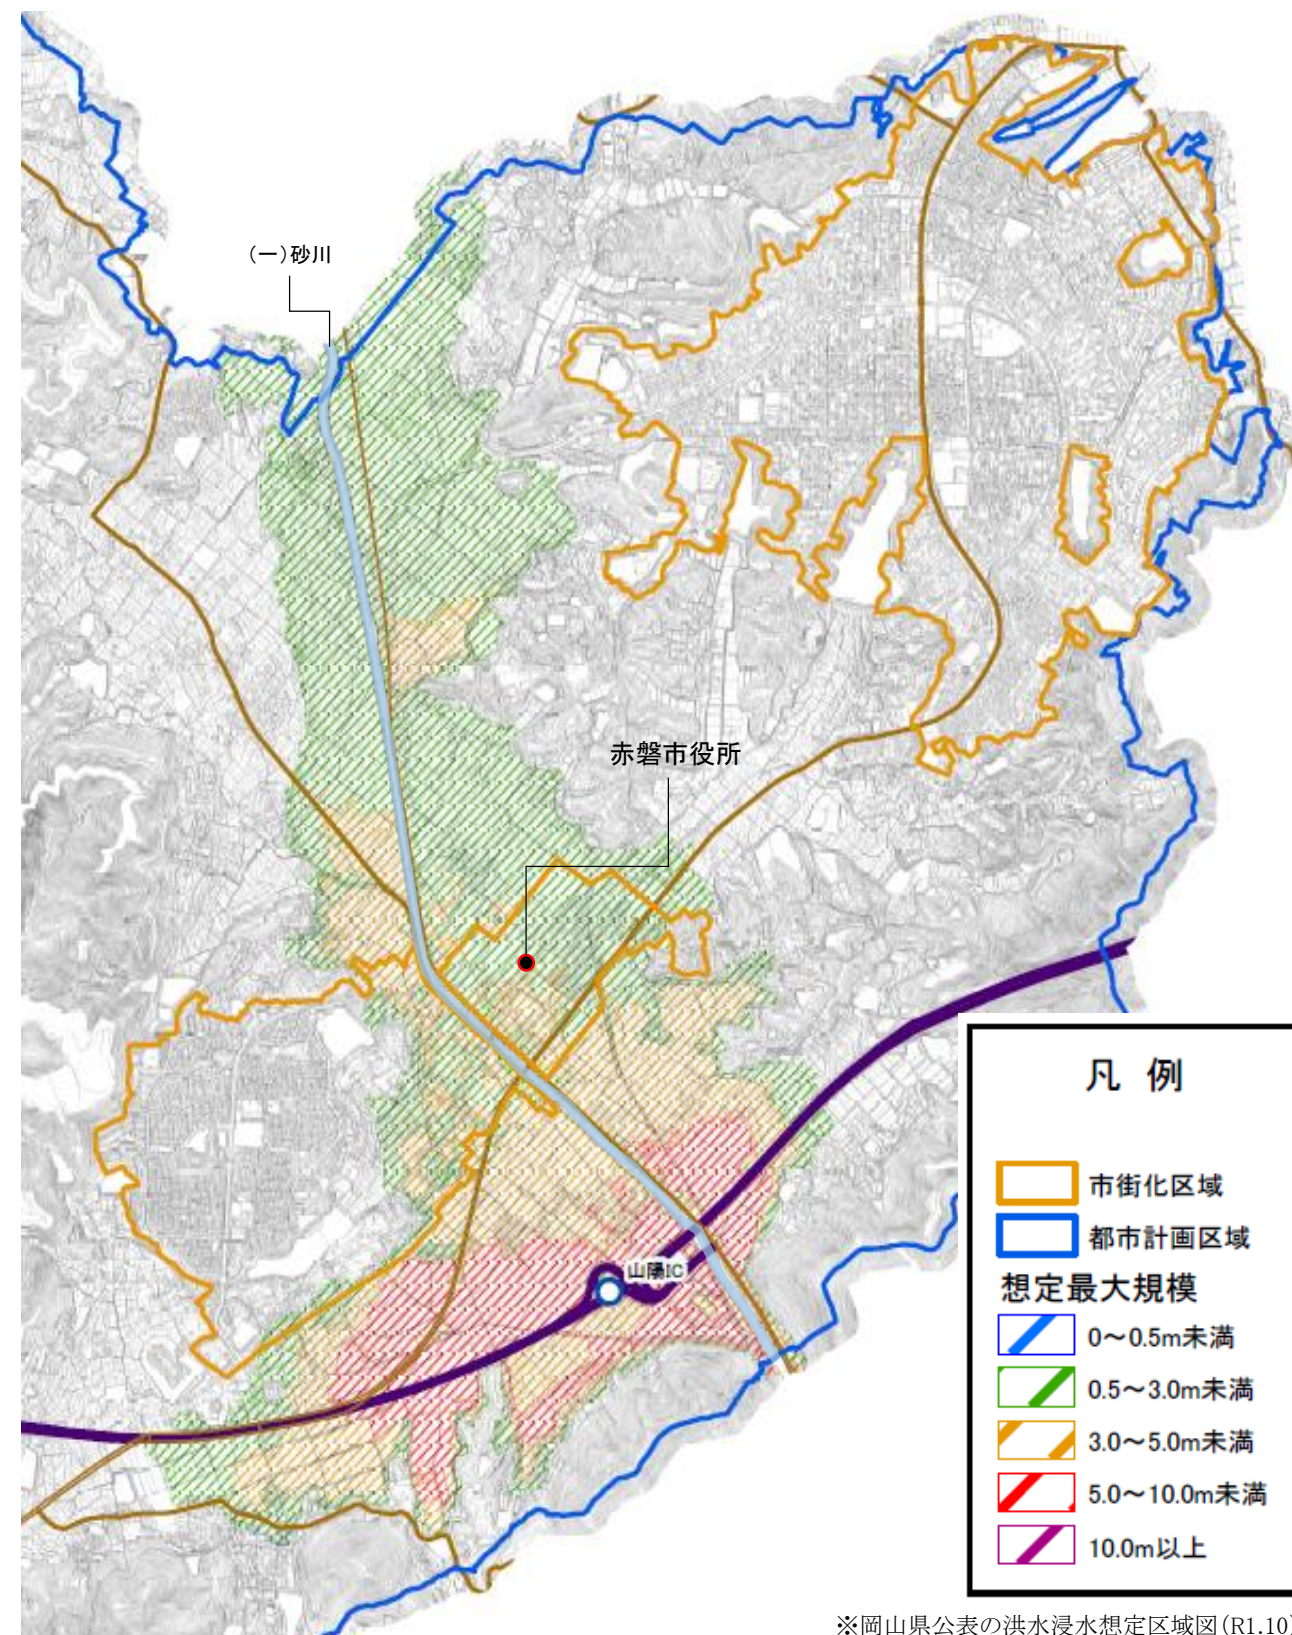 (一)砂川
赤磐市役所
山陽IC
凡 例
市街化区域
都市計画区域
想定最大規模
0～0.5m未満
0.5～3.0m未満
3.0～5.0m未満
5.0～10.0m未満
10.0m以上
※岡山県公表の洪水浸水想定区域図(R1.10)